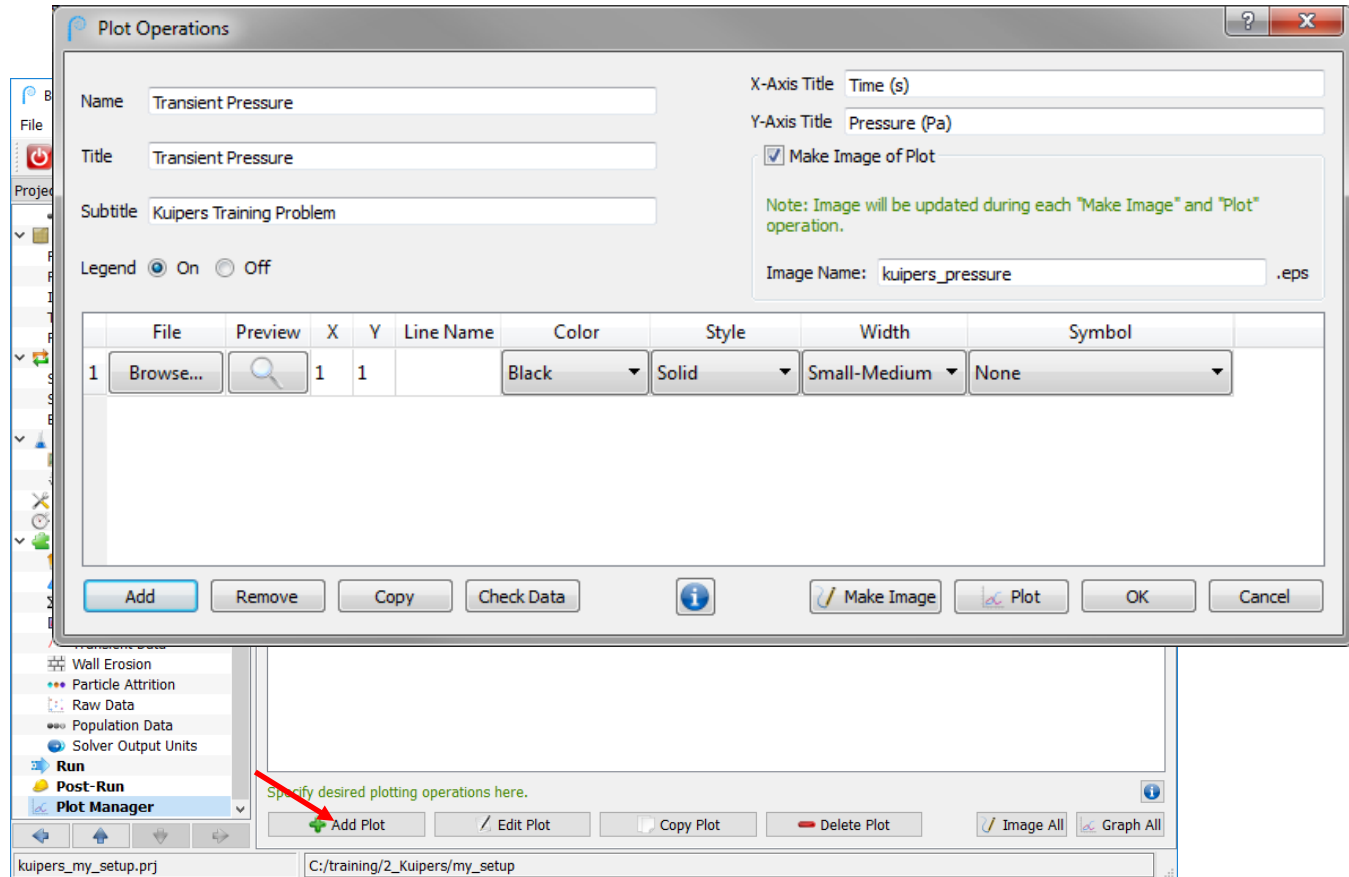 Plot Operations
?
X
Name Transient Pressure
Title Transient Pressure
Subtitle Kuipers Training Problem
Legend On Off
X-Axis Title Time (s)
Y-Axis Title Pressure (Pa)
Make Image of Plot
Note: Image will be updated during each "Make Image" and "Plot"
operation.
Image Name: kuipers_pressure .eps
File Preview X Y Line Name Color Style Width Symbol
1 Browse... 1 1 Black Solid Small-Medium None
Add Remove Copy Check Data Make Image Plot OK Cancel
File
Wall Erosion
Particle Attrition
Raw Data
Population Data
Solver Output Units
Run
Post-Run
Plot Manager
Specify desired plotting operations here.
Add Plot Edit Plot Copy Plot Delete Plot Image All Graph All
kuipers_my_setup.prj C:/training/2_Kuipers/my_setup